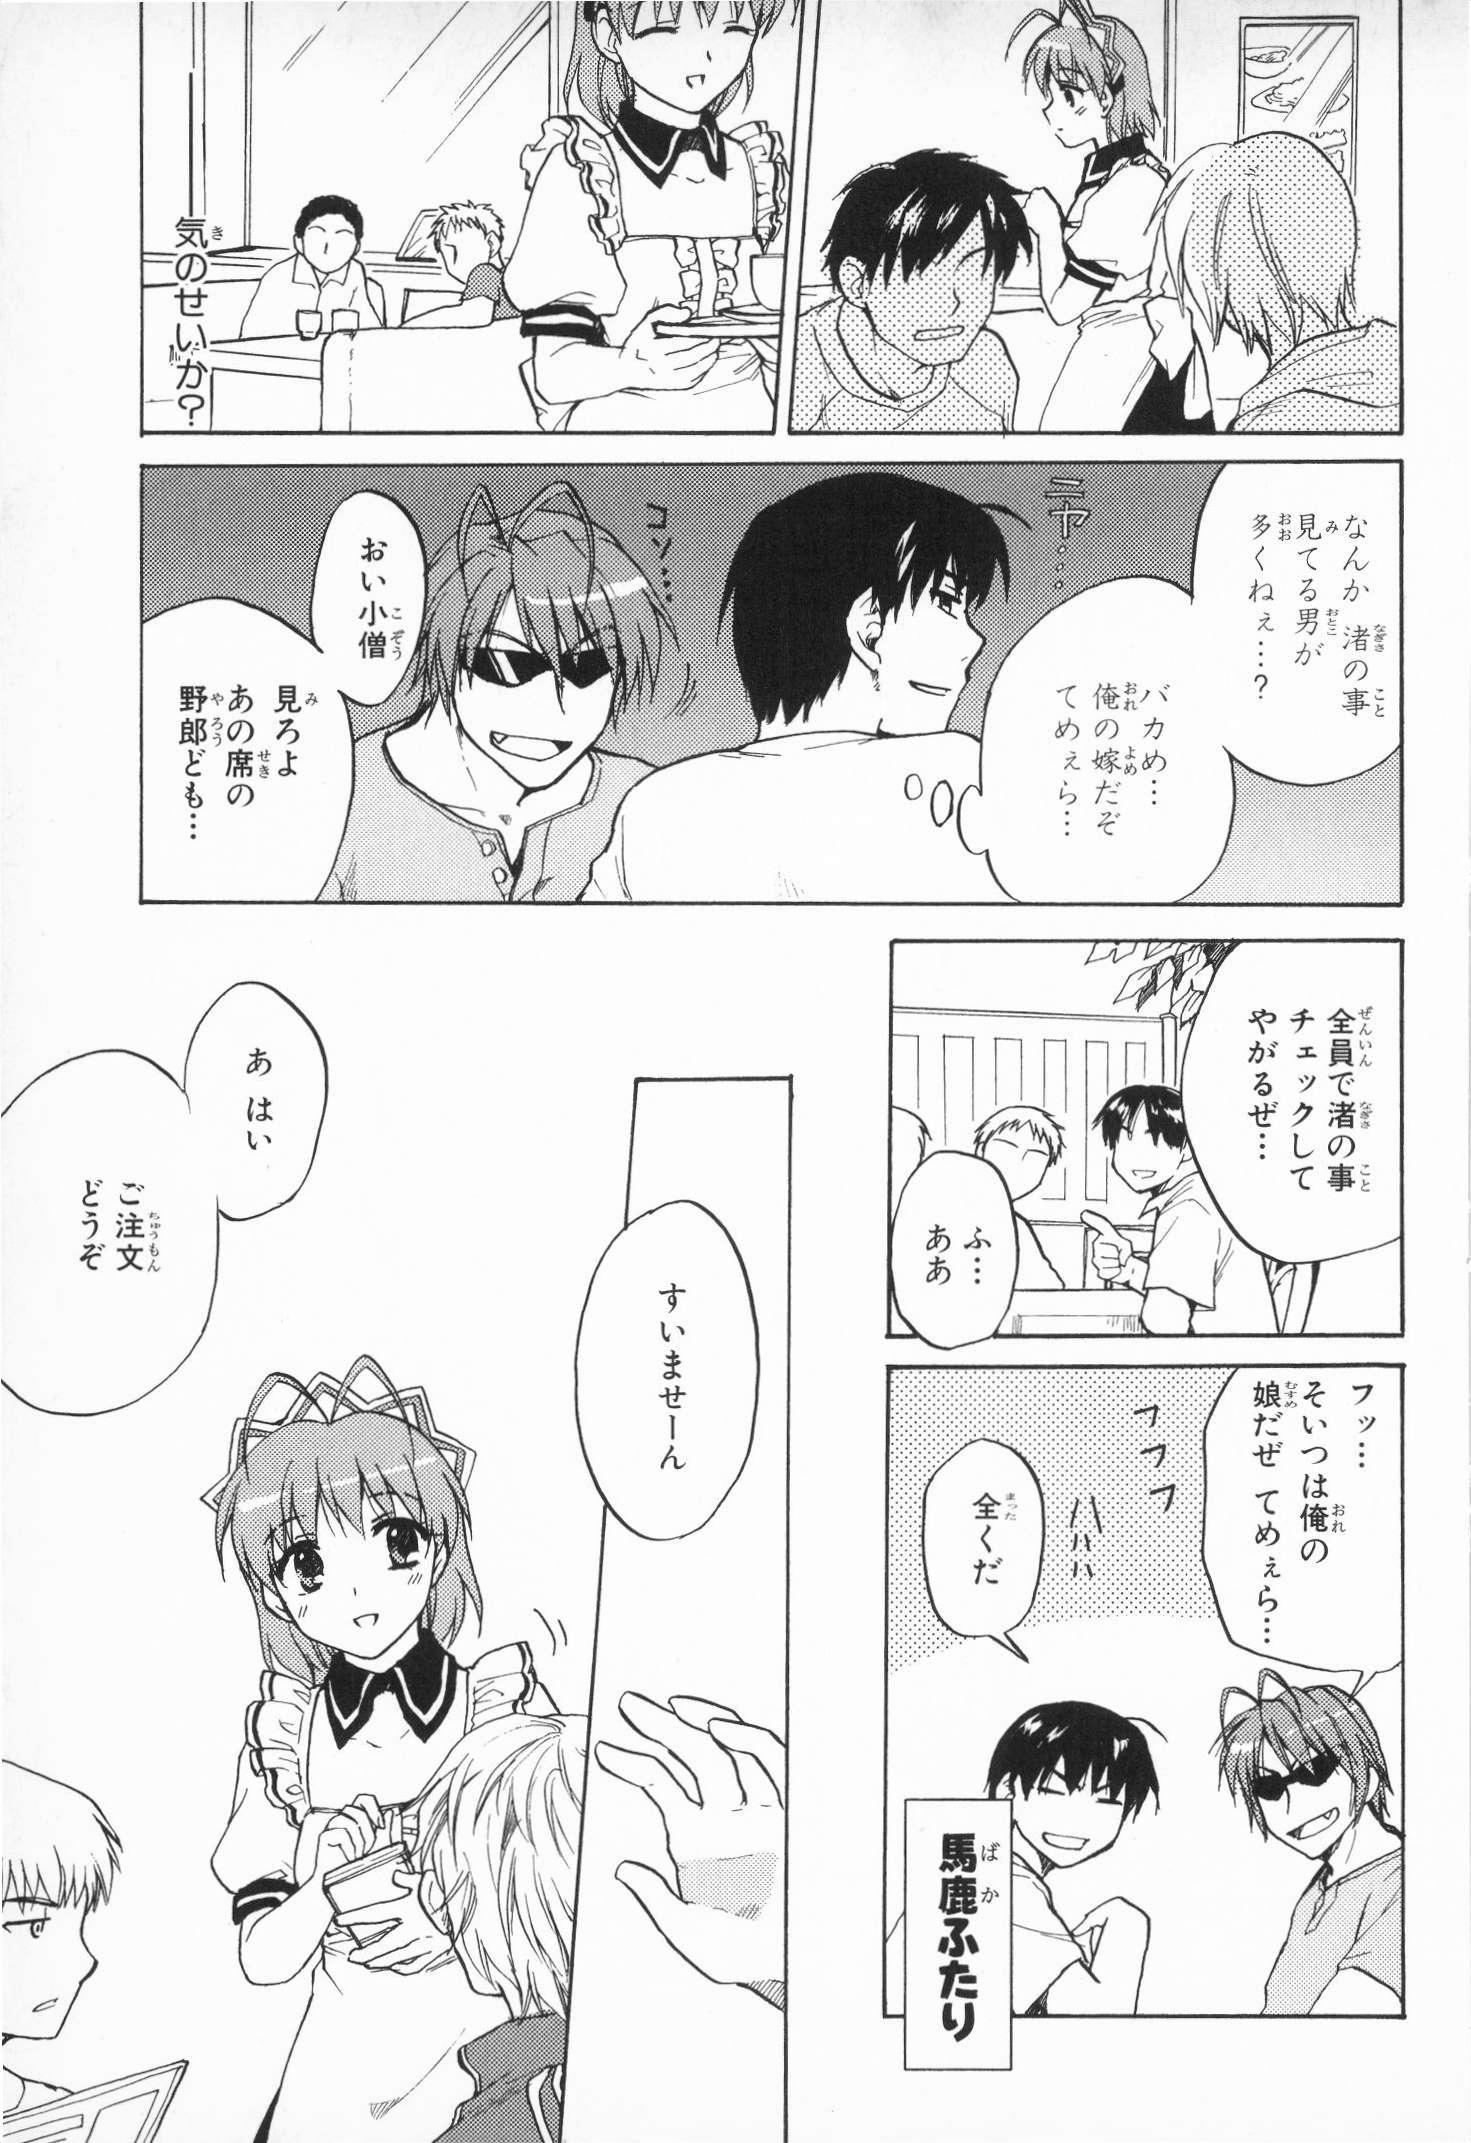 ――気のせいか?
なんか渚の事
見てる男が
多くねぇ…?
ニヤ…
バカめ…
俺の嫁だぞ
てめぇら…
コソ…
おい小僧
見ろよ
あの席の
野郎ども…
全員で渚の事
チェックして
やがるぜ…
ふ…
ああ
フッ…
そいつは俺の
娘だぜ てめぇら…
フフフ
ハハハ
全くだ
馬鹿ふたり
すいませーん
あ はい
ご注文
どうぞ